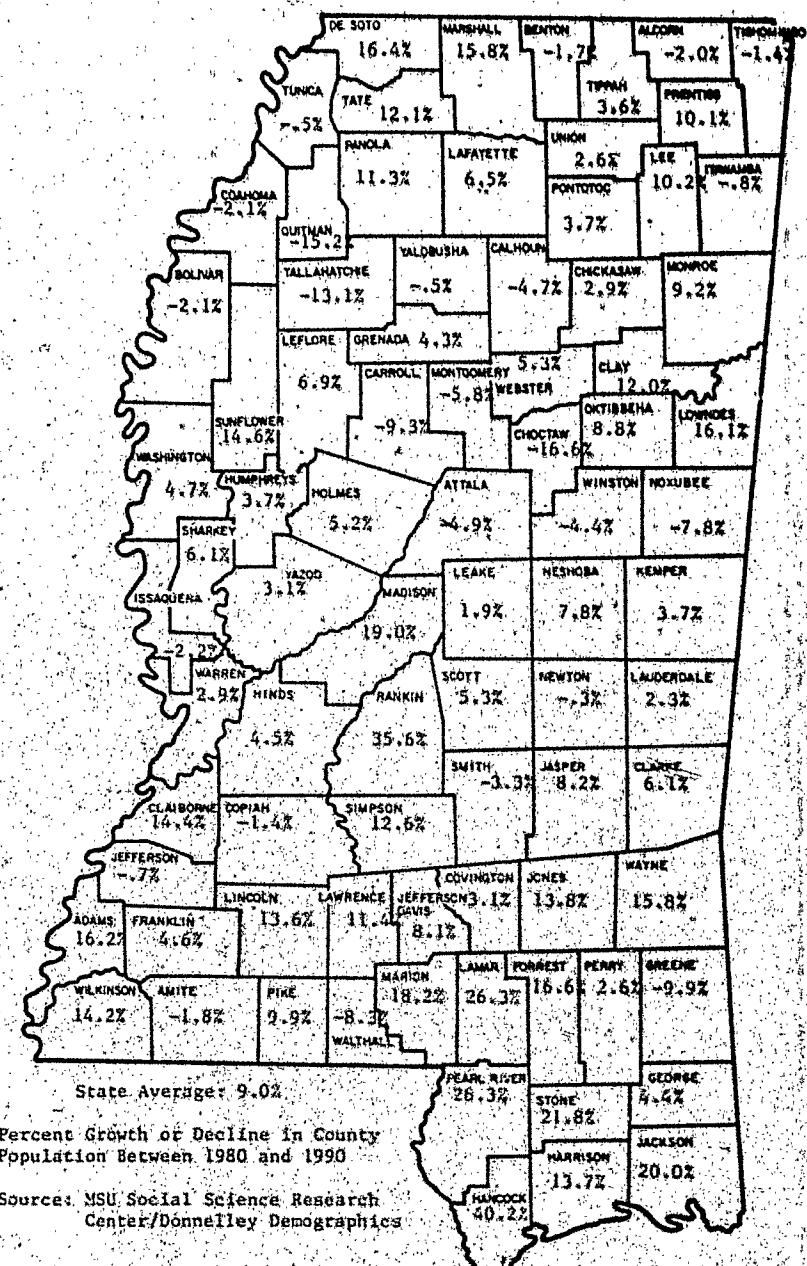 DE SOTO
16.4%
MARSHALL
15.8%
BENTON
-1.7%
ALCORN
-2.0%
TISHOMINGO
-1.4%
TIPPAH
3.6%
PRENTISS
10.1%
TUNICA
-.5%
TATE
12.1%
PANOLA
11.3%
LAFAYETTE
6.5%
UNION
2.6%
LEE
10.2%
ITAWAMBA
-.8%
PONTOTOC
3.7%
COAHOMA
-2.1%
QUITMAN
-15.2
BOLIVAR
-2.1%
TALLAHATCHIE
-13.1%
YALOBUSHA
-.5%
CALHOUN
-4.7%
CHICKASAW
2.9%
MONROE
9.2%
LEFLORE
6.9%
GRENADA 4.3%
CARROLL
-9.3%
MONTGOMERY
-5.8%
5.3%
WEBSTER
CLAY
12.0%
SUNFLOWER
14.6%
CHOCTAW
-16.6%
OKTIBBEHA
8.8%
LOWNDES
16.1%
WASHINGTON
4.7%
HUMPHREYS
3.7%
HOLMES
5.2%
ATTALA
-4.9%
WINSTON
-4.4%
NOXUBEE
-7.8%
SHARKEY
6.1%
ISSAQUENA
-2.2%
YAZOO
3.1%
MADISON
19.0%
LEAKE
1.9%
NESHOBA
7.8%
KEMPER
3.7%
WARREN
2.9%
HINDS
4.5%
RANKIN
35.6%
SCOTT
5.3%
NEWTON
-.3%
LAUDERDALE
2.3%
SMITH
-3.3%
JASPER
8.2%
CLARKE
6.1%
CLAIBORNE
14.4%
COPIAH
-1.4%
SIMPSON
12.6%
JEFFERSON
-.7%
ADAMS
16.2%
FRANKLIN
4.6%
LINCOLN
13.6%
LAWRENCE
11.4
JEFFERSON
DAVIS
8.1%
COVINGTON
3.1%
JONES
13.8%
WAYNE
15.8%
WILKINSON
14.2%
AMITE
-1.8%
PIKE
9.9%
-8.3%
WALTHALL
MARION
18.2%
LAMAR
26.3%
FORREST
16.6%
PERRY
2.6%
GREENE
-9.9%
PEARL RIVER
26.3%
STONE
21.8%
GEORGE
4.4%
HANCOCK
40.2%
HARRISON
13.7%
JACKSON
20.0%
State Average: 9.0%
Percent Growth or Decline in County
Population Between 1980 and 1990
Source: MSU Social Science Research
Center/Donnelley Demographics